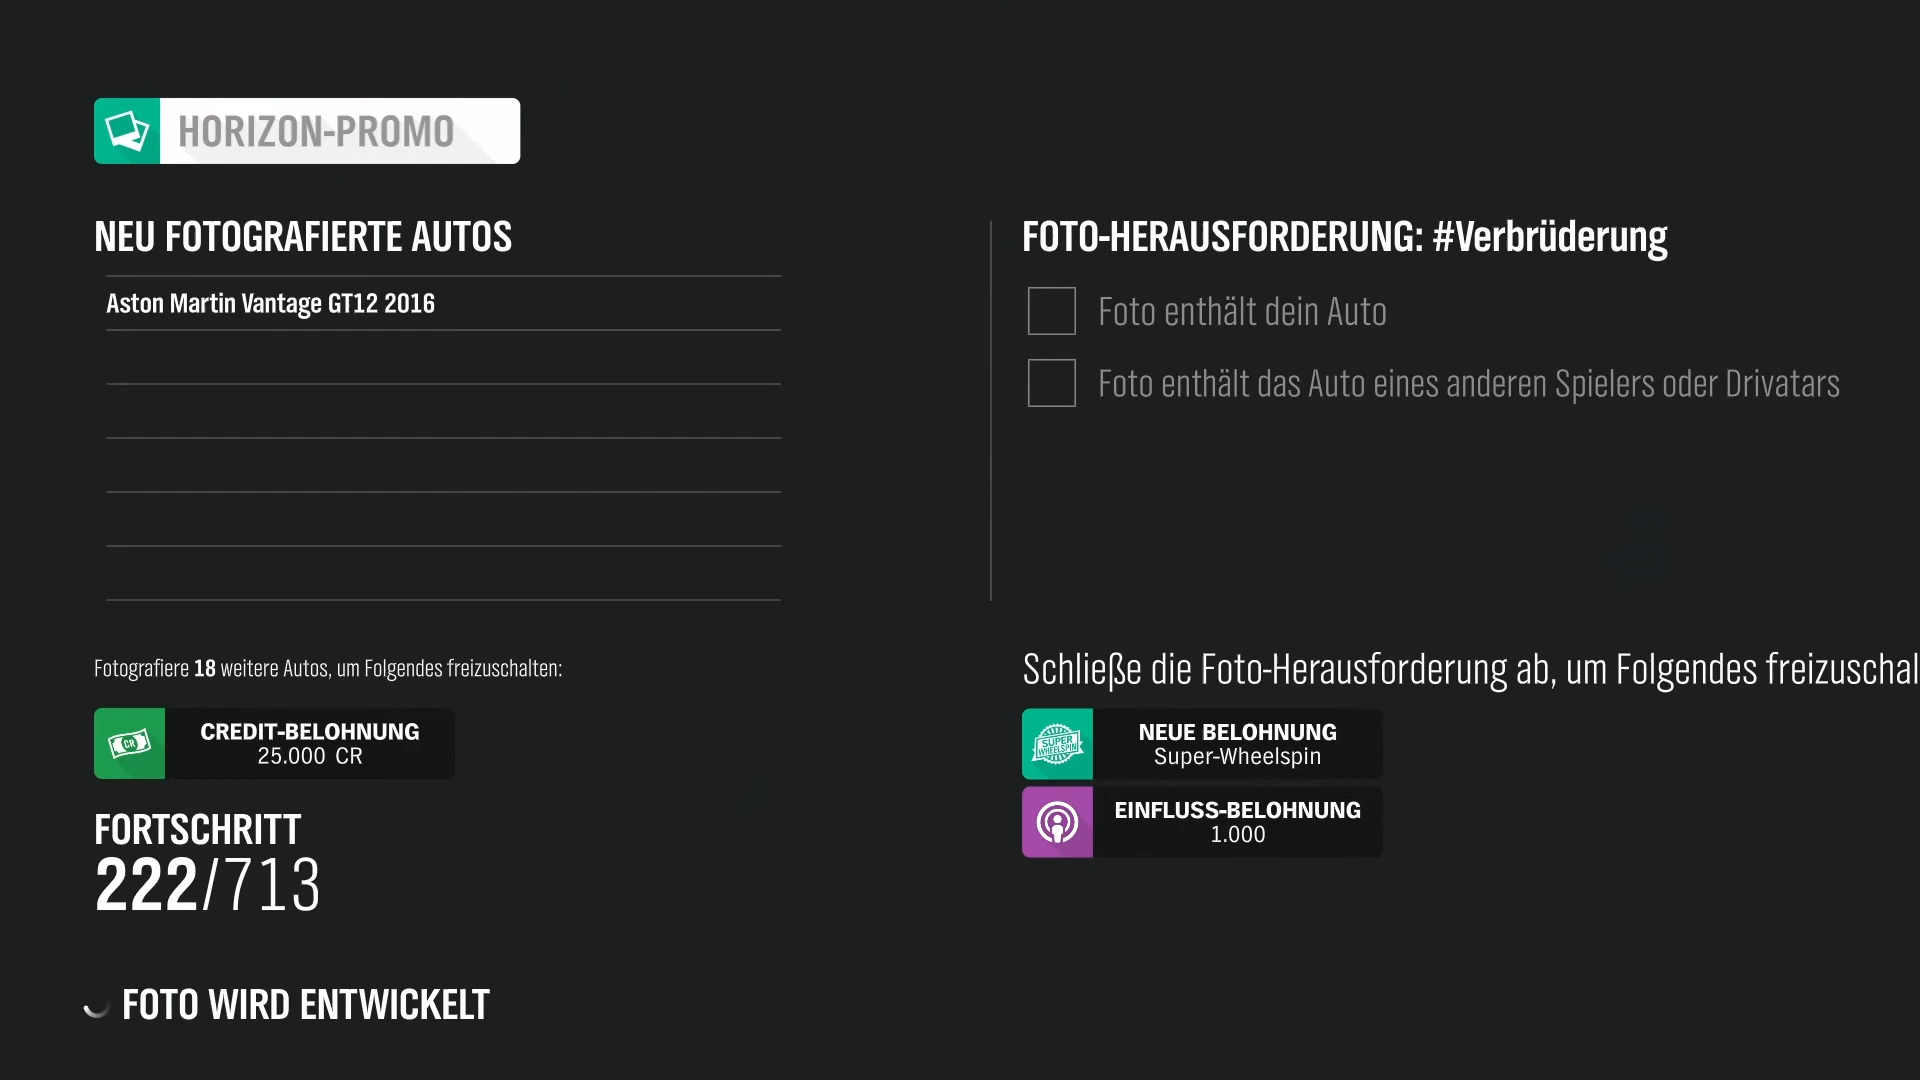 HORIZON-PROMO
NEU FOTOGRAFIERTE AUTOS
Aston Martin Vantage GT12 2016
Fotografiere 18 weitere Autos, um Folgendes freizuschalten:
CR
CREDIT-BELOHNUNG
25.000 CR
FORTSCHRITT
222/713
FOTO WIRD ENTWICKELT
FOTO-HERAUSFORDERUNG: #Verbrüderung
Foto enthält dein Auto
Foto enthält das Auto eines anderen Spielers oder Drivatars
Schließe die Foto-Herausforderung ab, um Folgendes freizuschal
SUPER
WHEELSPIN
NEUE BELOHNUNG
Super-Wheelspin
EINFLUSS-BELOHNUNG
1.000